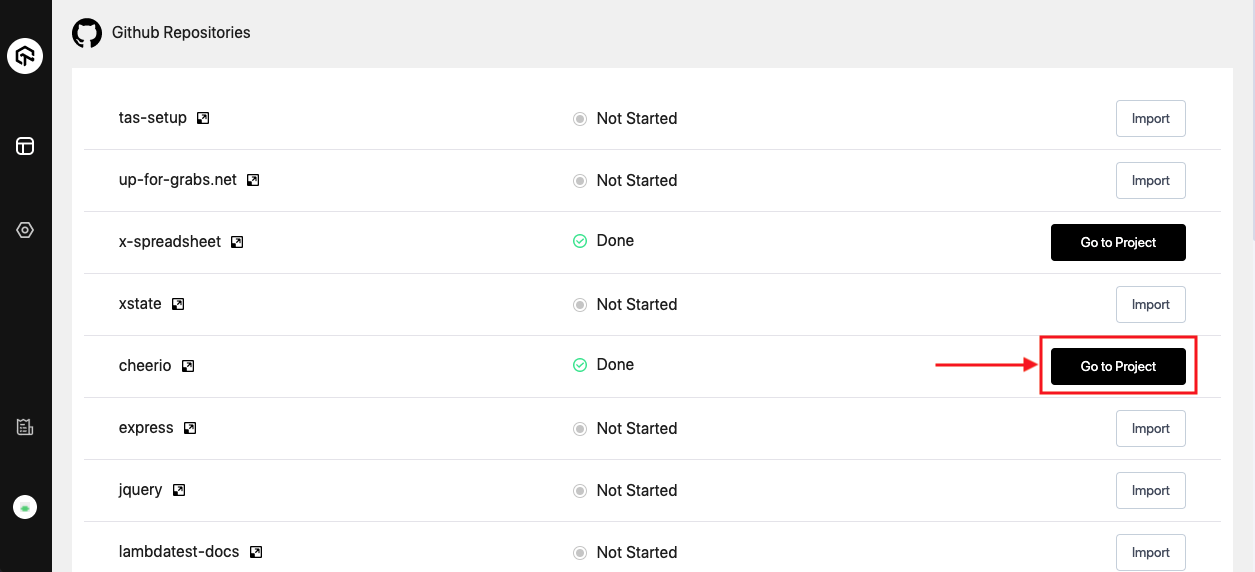 Github Repositories
tas-setup Not Started Import
up-for-grabs.net Not Started Import
x-spreadsheet Done Go to Project
xstate Not Started Import
cheerio Done Go to Project
express Not Started Import
jquery Not Started Import
lambdatest-docs Not Started Import